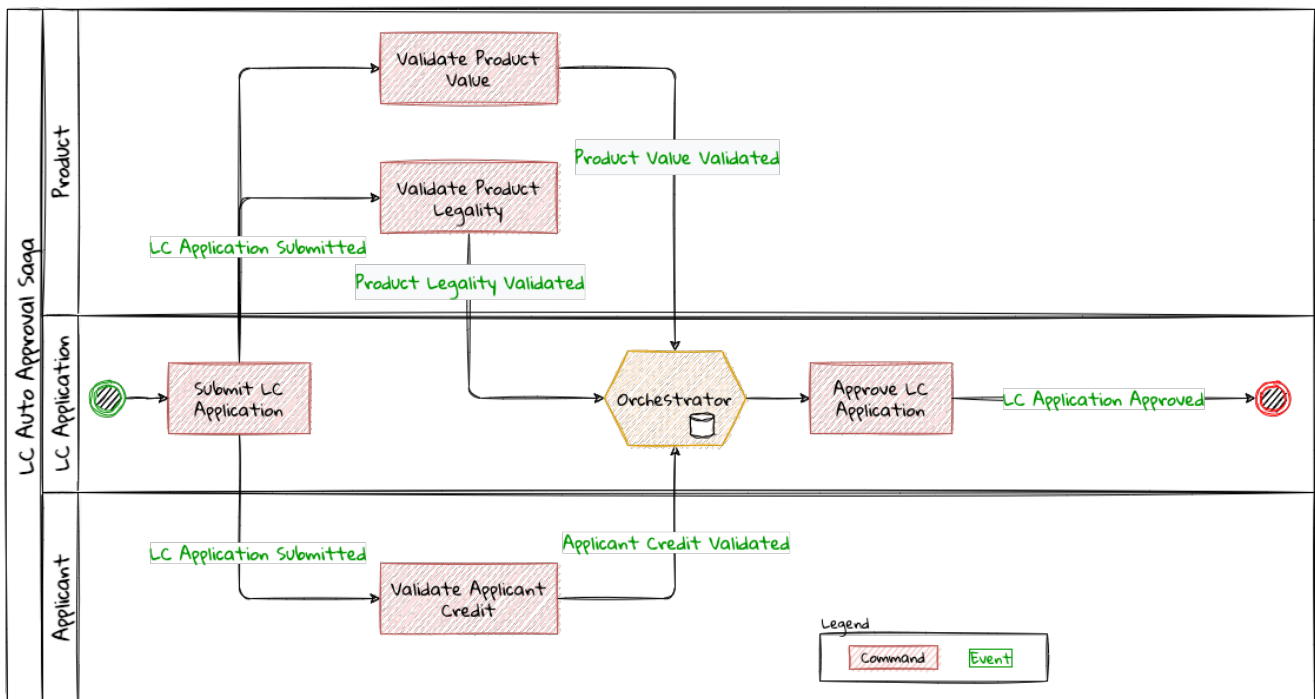 LC Auto Approval Saga
Product
Validate Product
Value
Product Value Validated
Validate Product
Legality
LC Application Submitted
Product Legality Validated
LC Application
Submit LC
Application
Orchestrator
Approve LC
Application
LC Application Approved
Applicant
LC Application Submitted
Applicant Credit Validated
Validate Applicant
Credit
Legend
Command
Event